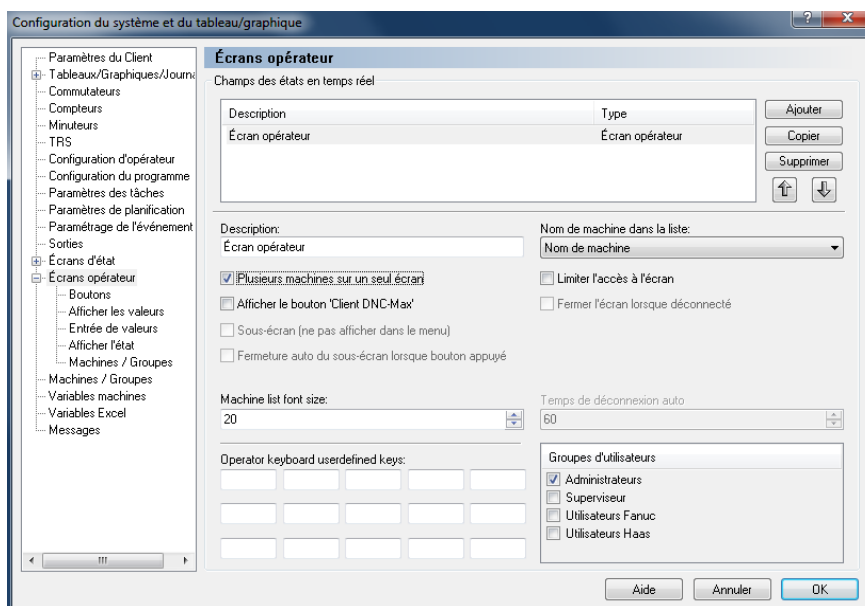 Configuration du système et du tableau/graphique
Paramètres du Client
Tableaux/Graphiques/Journa
Commutateurs
Compteurs
Minuteurs
TRS
Configuration d'opérateur
Configuration du programme
Paramètres des tâches
Paramètres de planification
Paramétrage de l'événement
Sorties
Écrans d'état
Écrans opérateur
Boutons
Afficher les valeurs
Entrée de valeurs
Afficher l'état
Machines / Groupes
Machines / Groupes
Variables machines
Variables Excel
Messages
Écrans opérateur
Champs des états en temps réel
Description Type
Écran opérateur Écran opérateur
Ajouter
Copier
Supprimer
Description:
Écran opérateur
Nom de machine dans la liste:
Nom de machine
Plusieurs machines sur un seul écran
Limiter l'accès à l'écran
Afficher le bouton 'Client DNC-Max'
Fermer l'écran lorsque déconnecté
Sous-écran (ne pas afficher dans le menu)
Fermeture auto du sous-écran lorsque bouton appuyé
Machine list font size:
20
Temps de déconnexion auto
60
Operator keyboard userdefined keys:
Groupes d'utilisateurs
Administrateurs
Superviseur
Utilisateurs Fanuc
Utilisateurs Haas
Aide
Annuler
OK